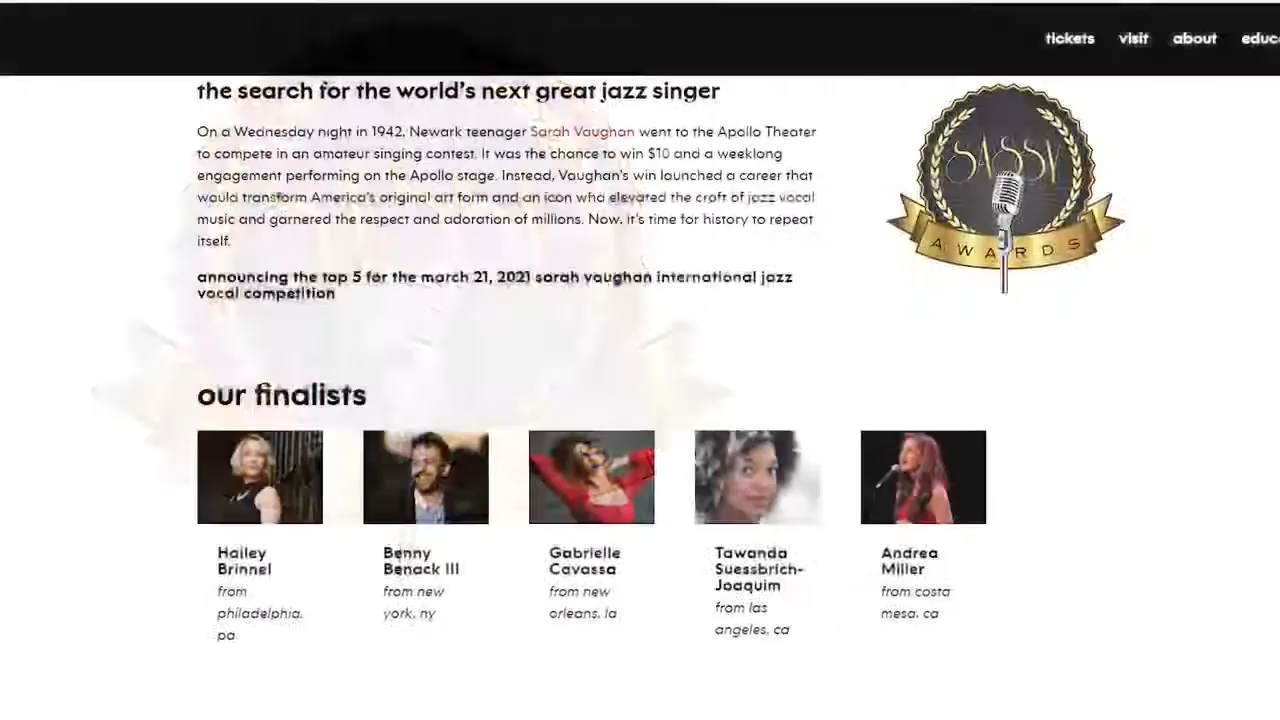 tickets visit about educ
the search for the world's next great jazz singer
On a Wednesday night in 1942, Newark teenager Sarah Vaughan went to the Apollo Theater
to compete in an amateur singing contest. It was the chance to win $10 and a weeklong
engagement performing on the Apollo stage. Instead, Vaughan's win launched a career that
would transform America's original art form and an icon who elevated the craft of jazz vocal
music and garnered the respect and adoration of millions. Now, it's time for history to repeat
itself.
SASSY
AWARDS
announcing the top 5 for the march 21, 2021 sarah vaughan international jazz
vocal competition
our finalists
Hailey
Brinnel
from
philadelphia,
pa
Benny
Benack III
from new
york, ny
Gabrielle
Cavassa
from new
orleans, la
Tawanda
Suessbrich-
Joaquim
from las
angeles, ca
Andrea
Miller
from costa
mesa, ca